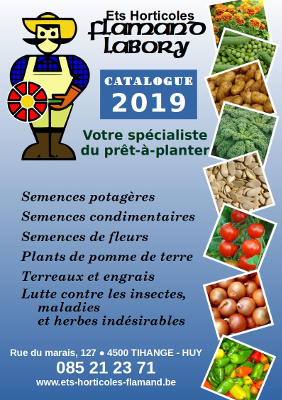 Ets Horticoles
Flamand
Labory
CATALOGUE
2019
Votre spécialiste
du prêt-à-planter
Semences potagères
Semences condimentaires
Semences de fleurs
Plants de pomme de terre
Terreaux et engrais
Lutte contre les insectes,
maladies
et herbes indésirables
Rue du marais, 127 ● 4500 TIHANGE - HUY
085 21 23 71
www.ets-horticoles-flamand.be